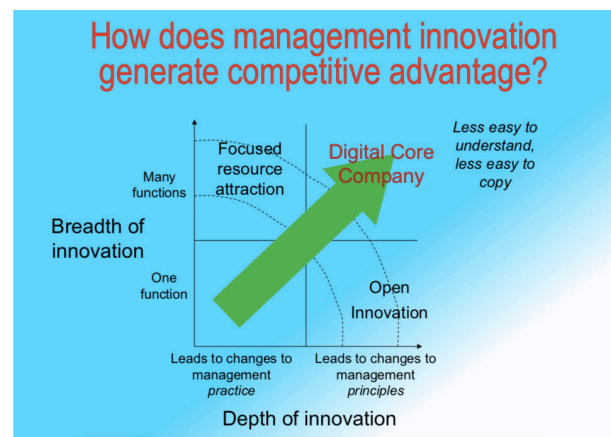 How does management innovation
generate competitive advantage?
Less easy to
understand,
less easy to
copy
Focused
resource
attraction
Digital Core
Company
Many
functions
Breadth of
innovation
One
function
Open
Innovation
Leads to changes to
management
practice
Leads to changes to
management
principles
Depth of innovation